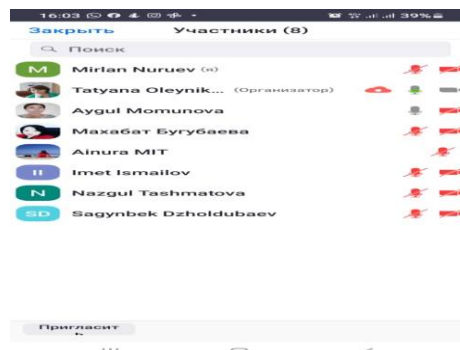 16:03 39%
Закрыть Участники (8)
Поиск
M Mirlan Nuruev (я)
Tatyana Oleynik... (Организатор)
Aygul Momunova
Махабат Бугубаева
Ainura MIT
II Imet Ismailov
N Nazgul Tashmatova
SD Sagynbek Dzholdubaev
Пригласит
ь